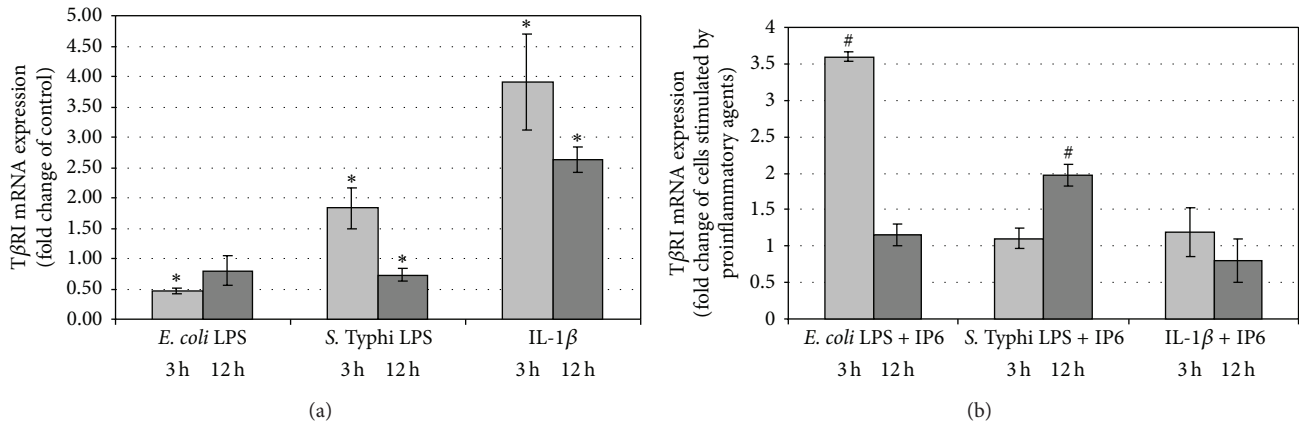 TβRI mRNA expression
(fold change of control)
5.00
4.50
4.00
3.50
3.00
2.50
2.00
1.50
1.00
0.50
0.00
*
*
*
*
*
E. coli LPS
S. Typhi LPS
IL-1β
3 h 12 h
3 h 12 h
3 h 12 h
(a)
TβRI mRNA expression
(fold change of cells stimulated by
proinflammatory agents)
4
3.5
3
2.5
2
1.5
1
0.5
0
#
#
E. coli LPS + IP6
S. Typhi LPS + IP6
IL-1β + IP6
3 h 12 h
3 h 12 h
3 h 12 h
(b)